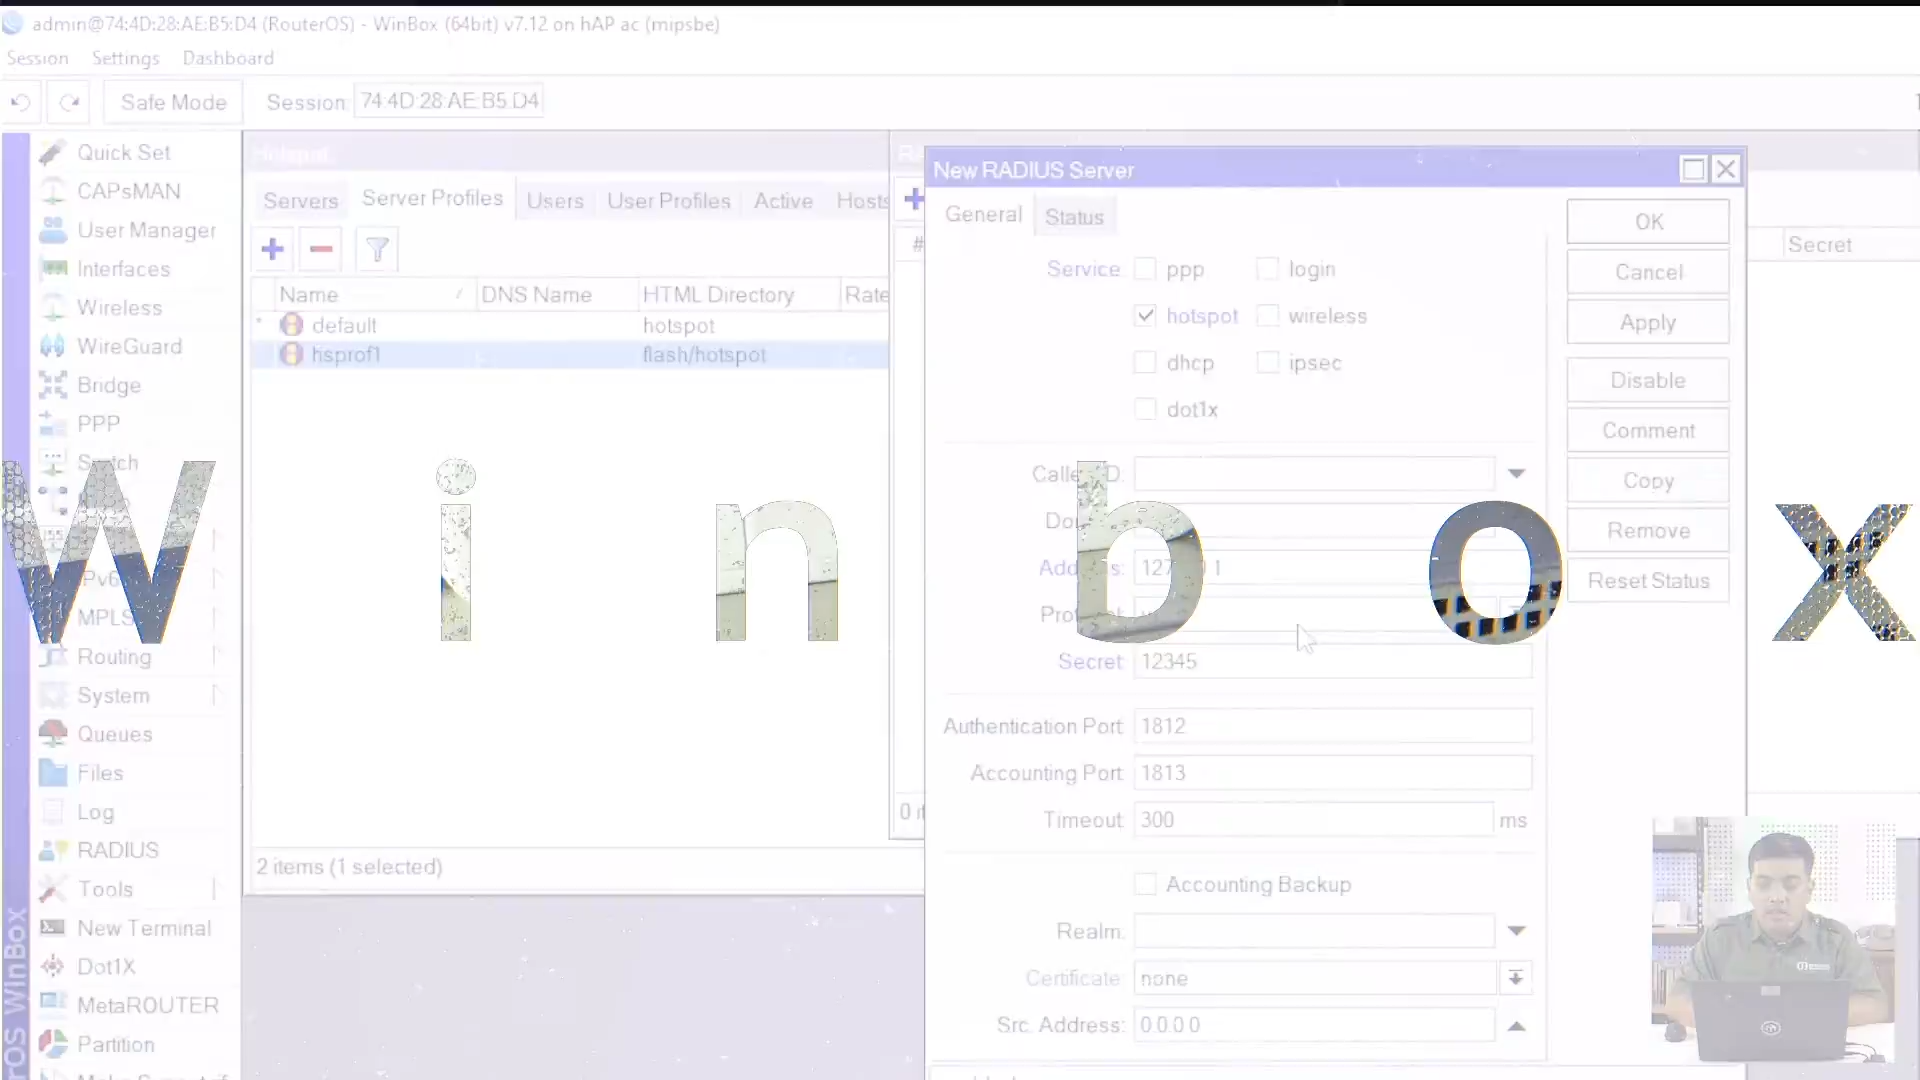 admin@74:4D:28:AE:B5:D4 (RouterOS) - WinBox (64bit) v7.12 on hAP ac (mipsbe)
Session Settings Dashboard
Safe Mode Session: 74:4D:28:AE:B5:D4
Quick Set
CAPsMAN
User Manager
Interfaces
Wireless
WireGuard
Bridge
PPP
MPLS
Routing
System
Queues
Files
Log
RADIUS
Tools
New Terminal
Dot1X
MetaROUTER
Partition
WinBox
Hotspot
Servers Server Profiles Users User Profiles Active Hosts
Name DNS Name HTML Directory Rate
* default hotspot
hsprof1 flash/hotspot
2 items (1 selected)
#
Secret
New RADIUS Server
General Status
Service: ppp login
hotspot wireless
dhcp ipsec
dot1x
Secret: 12345
Authentication Port: 1812
Accounting Port: 1813
Timeout: 300 ms
Accounting Backup
Realm:
Certificate: none
Src. Address: 0.0.0.0
OK
Cancel
Apply
Disable
Comment
Copy
Remove
Reset Status
Winbox